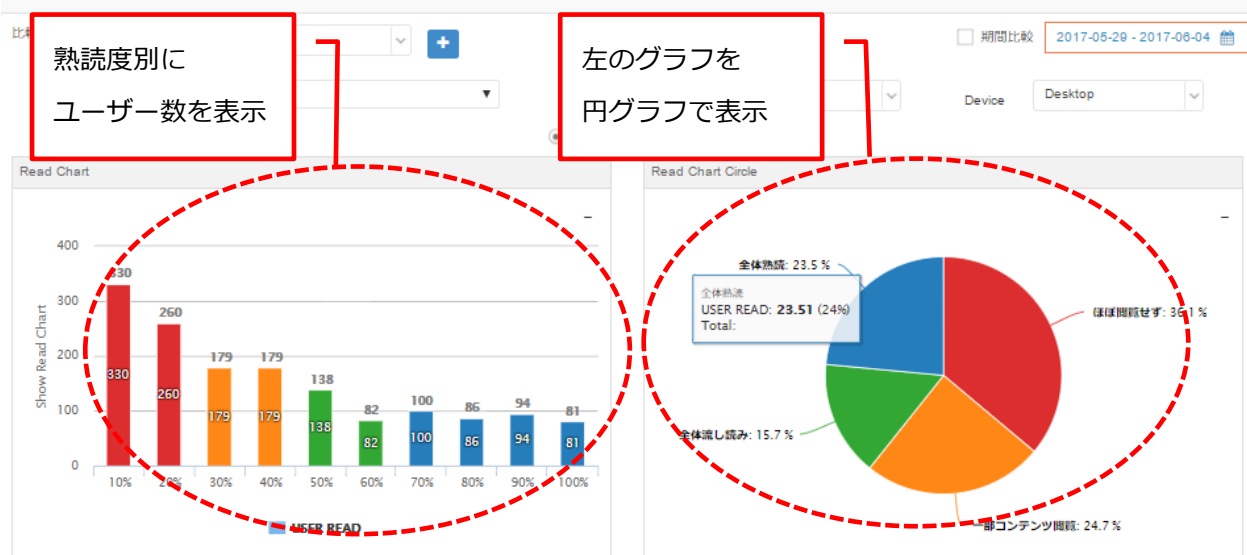 比較
熟読度別に
ユーザー数を表示
左のグラフを
円グラフで表示
期間比較
2017-05-29 - 2017-06-04
Device
Desktop
Read Chart
400
300
200
100
0
Show Read Chart
330
260
179
179
138
82
100
86
94
81
330
260
179
179
138
82
100
86
94
81
10%
20%
30%
40%
50%
60%
70%
80%
90%
100%
USER READ
Read Chart Circle
全体熟読: 23.5 %
全体熟読
USER READ: 23.51 (24%)
Total:
ほぼ閲覧せず: 36.1 %
全体流し読み: 15.7 %
一部コンテンツ閲覧: 24.7 %